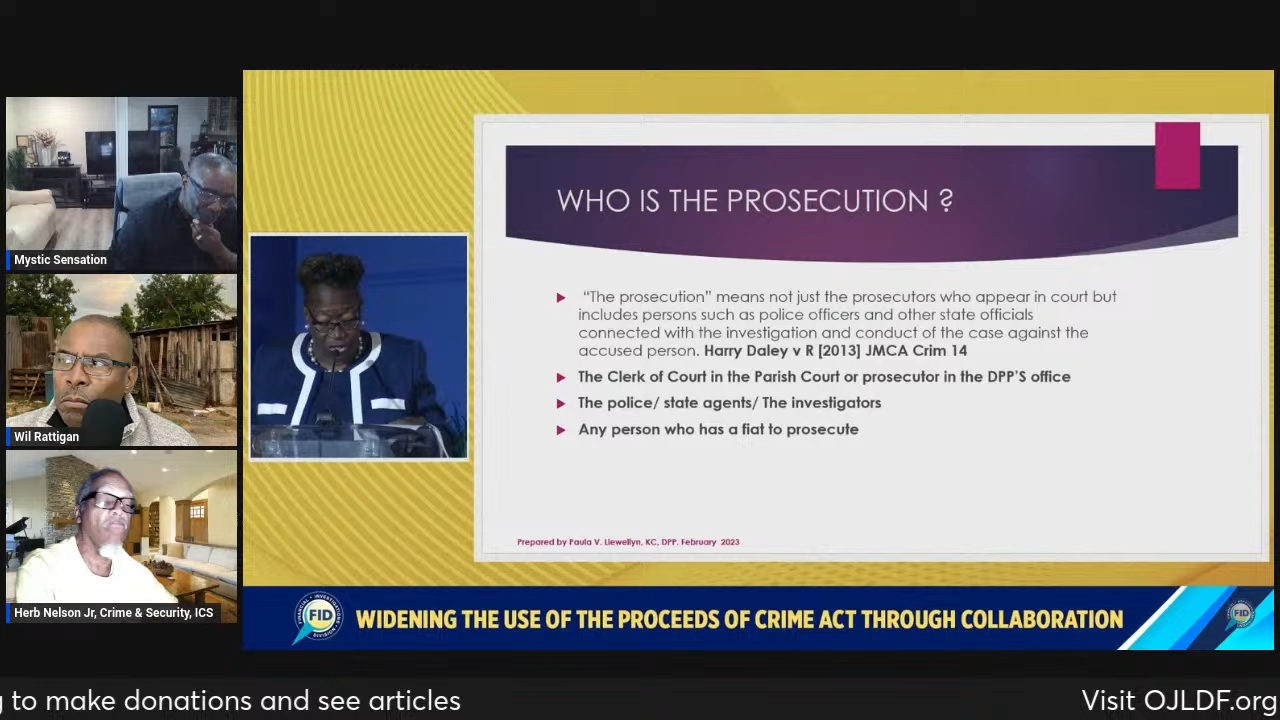 Mystic Sensation
Wil Rattigan
Herb Nelson Jr, Crime & Security, ICS
WHO IS THE PROSECUTION ?
“The prosecution” means not just the prosecutors who appear in court but
includes persons such as police officers and other state officials
connected with the investigation and conduct of the case against the
accused person. Harry Daley v R [2013] JMCA Crim 14
The Clerk of Court in the Parish Court or prosecutor in the DPP'S office
The police/ state agents/ The investigators
Any person who has a fiat to prosecute
Prepared by Paula V. Llewellyn, KC, DPP. February 2023
FID
WIDENING THE USE OF THE PROCEEDS OF CRIME ACT THROUGH COLLABORATION
FID
g to make donations and see articles
Visit OJLDF.org